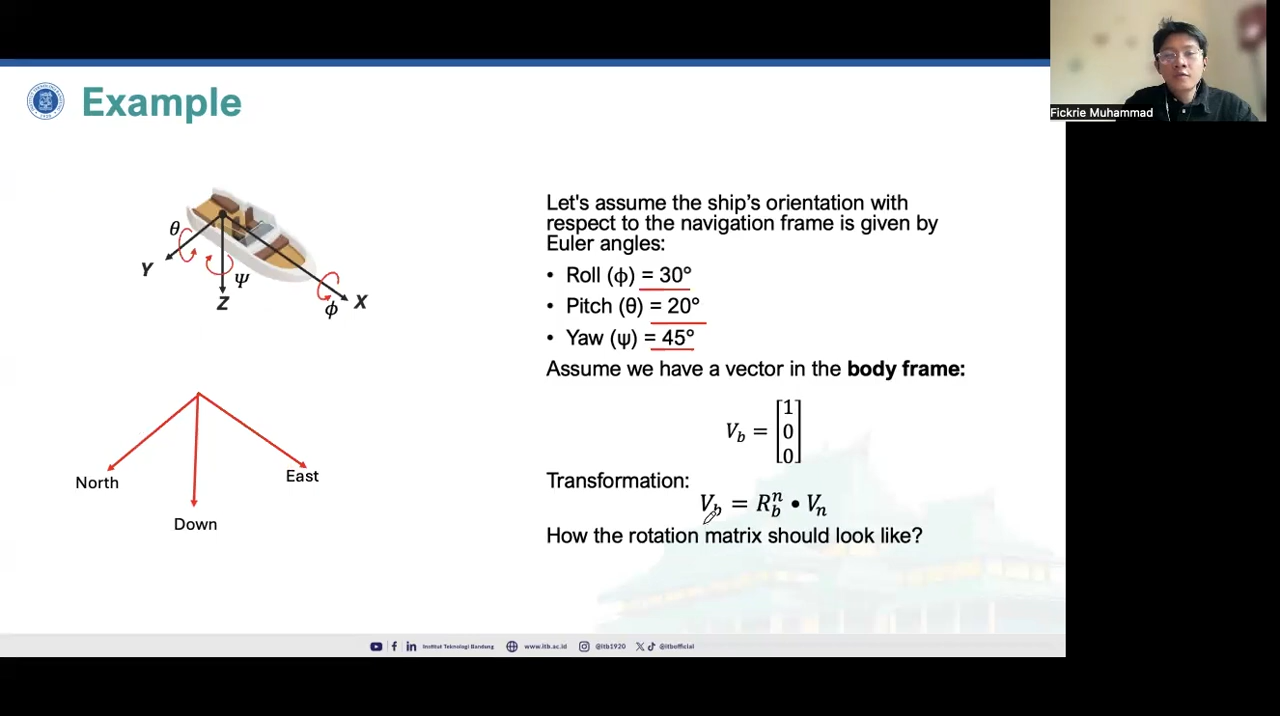 Fickrie Muhammad
Example
θ
Y
Ψ
Z
ϕ
X
North
East
Down
Let's assume the ship's orientation with
respect to the navigation frame is given by
Euler angles:
• Roll (ϕ) = 30°
• Pitch (θ) = 20°
• Yaw (ψ) = 45°
Assume we have a vector in the body frame:
V_b = [1 0 0]
Transformation:
V_b = R_b^n • V_n
How the rotation matrix should look like?
Institut Teknologi Bandung www.itb.ac.id @itb1920 @itbofficial